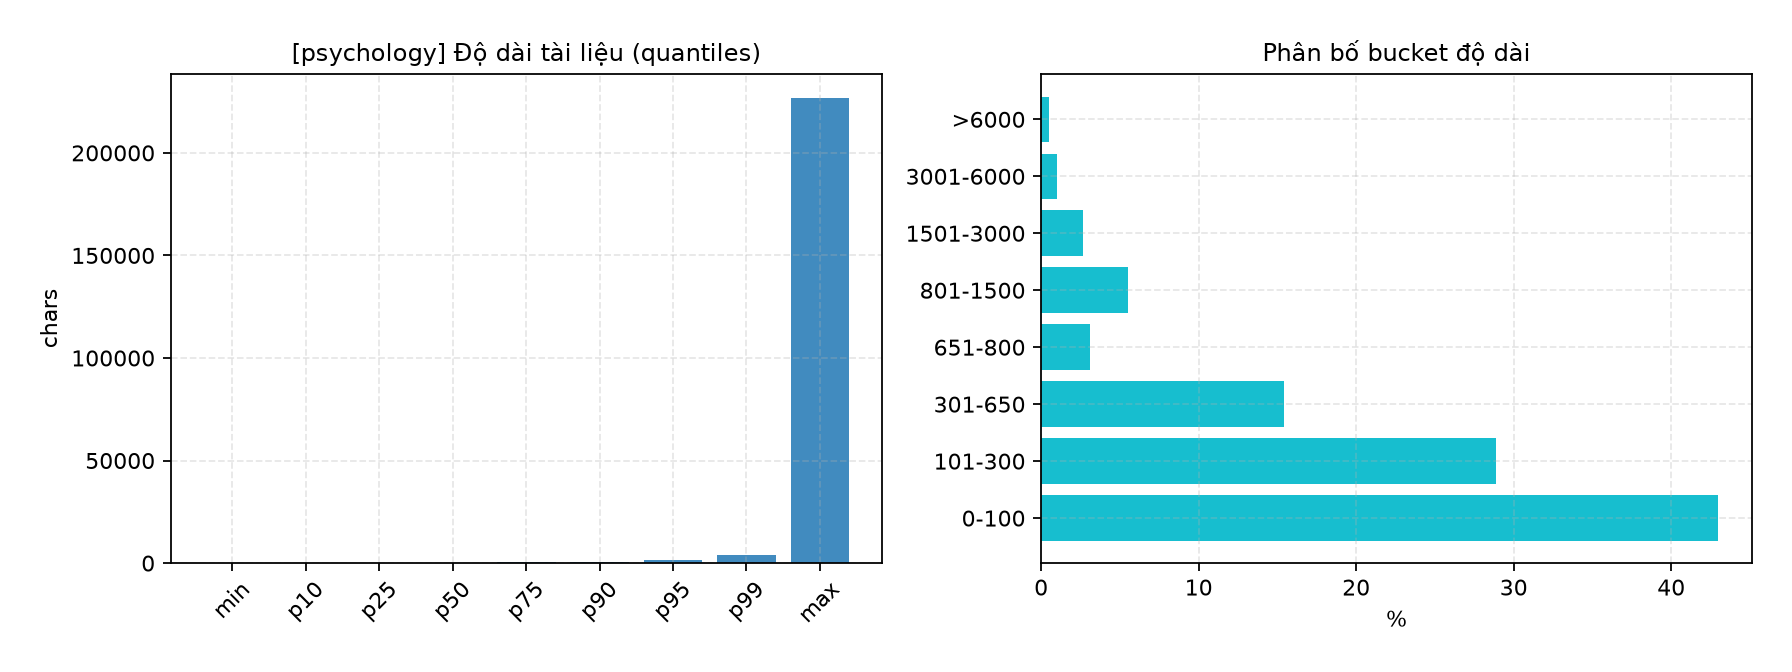 [psychology] Độ dài tài liệu (quantiles)
chars
200000
150000
100000
50000
0
min
p10
p25
p50
p75
p90
p95
p99
max
Phân bố bucket độ dài
>6000
3001-6000
1501-3000
801-1500
651-800
301-650
101-300
0-100
0
10
20
30
40
%